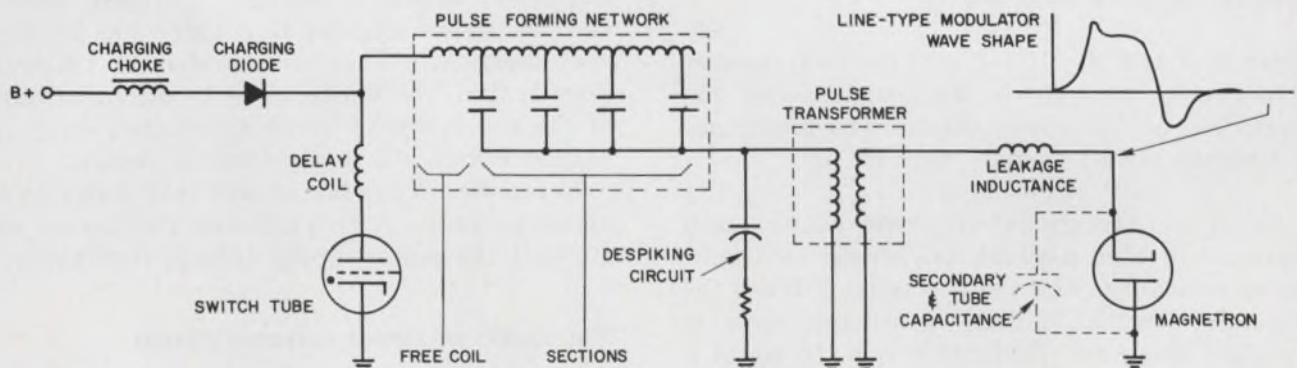 PULSE FORMING NETWORK
LINE-TYPE MODULATOR
WAVE SHAPE
CHARGING
CHOKE
CHARGING
DIODE
B+
PULSE
TRANSFORMER
DELAY
COIL
LEAKAGE
INDUCTANCE
DESPIKING
CIRCUIT
SECONDARY
& TUBE
CAPACITANCE
SWITCH TUBE
MAGNETRON
FREE COIL
SECTIONS